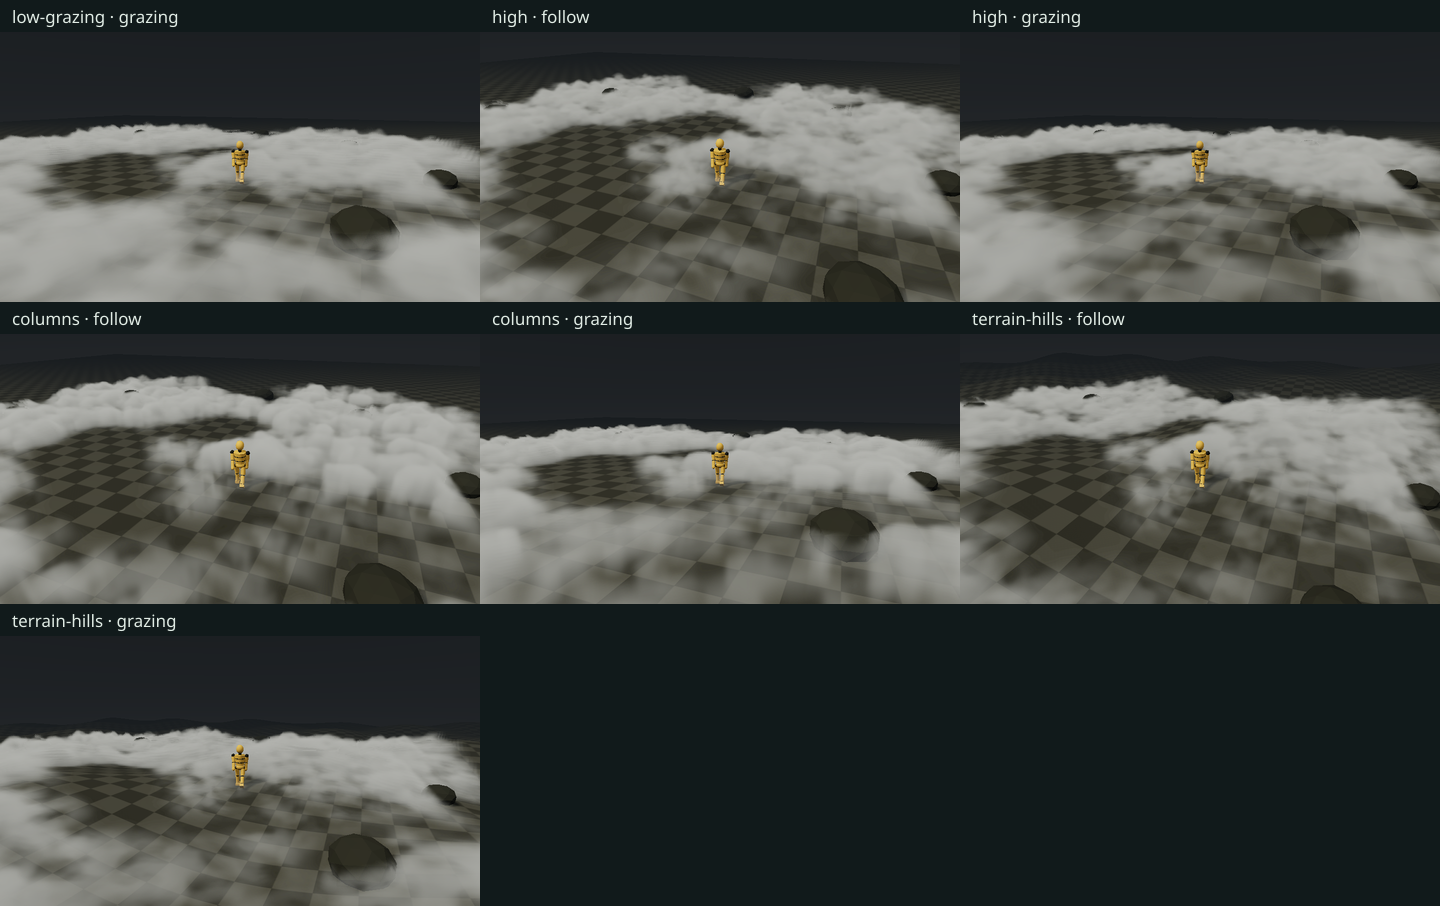 low-grazing · grazing
high · follow
high · grazing
columns · follow
columns · grazing
terrain-hills · follow
terrain-hills · grazing